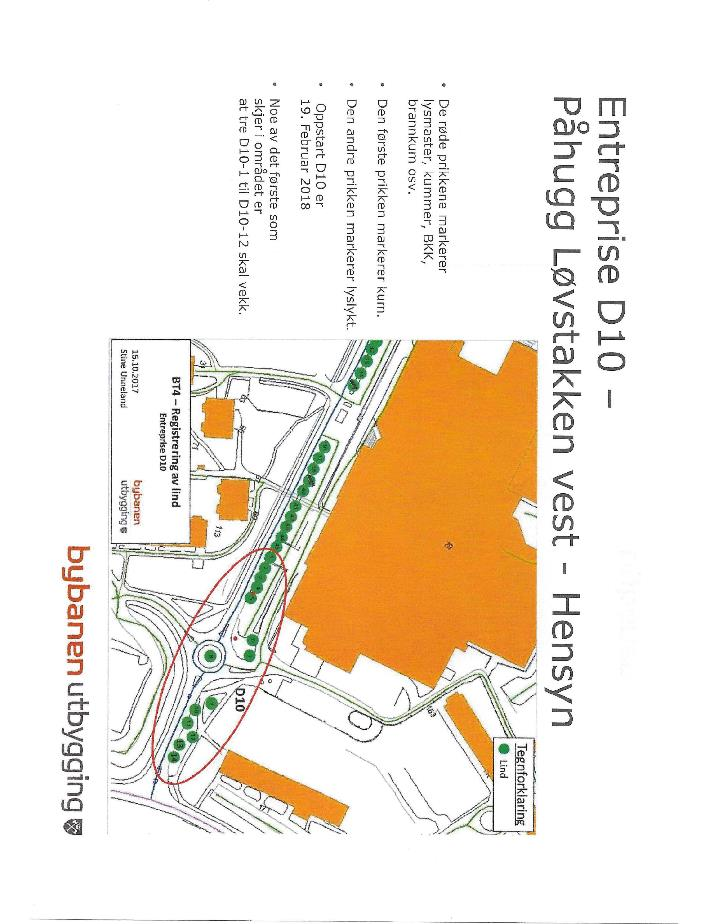 Entreprise D10 –
Påhugg Løvstakken vest - Hensyn
• De røde prikkene markerer
lysmaster, kummer, BKK,
brannkum osv.
• Den første prikken markerer kum.
• Den andre prikken markerer lyslykt.
• Oppstart D10 er
19. Februar 2018
• Noe av det første som
skjer i området er
at tre D10-1 til D10-12 skal vekk.
Tegnforklaring
Lind
D10
113
BT4 – Registrering av lind
Entreprise D10
15.10.2017
Stine Unneland
bybanen
utbygging
bybanen utbygging